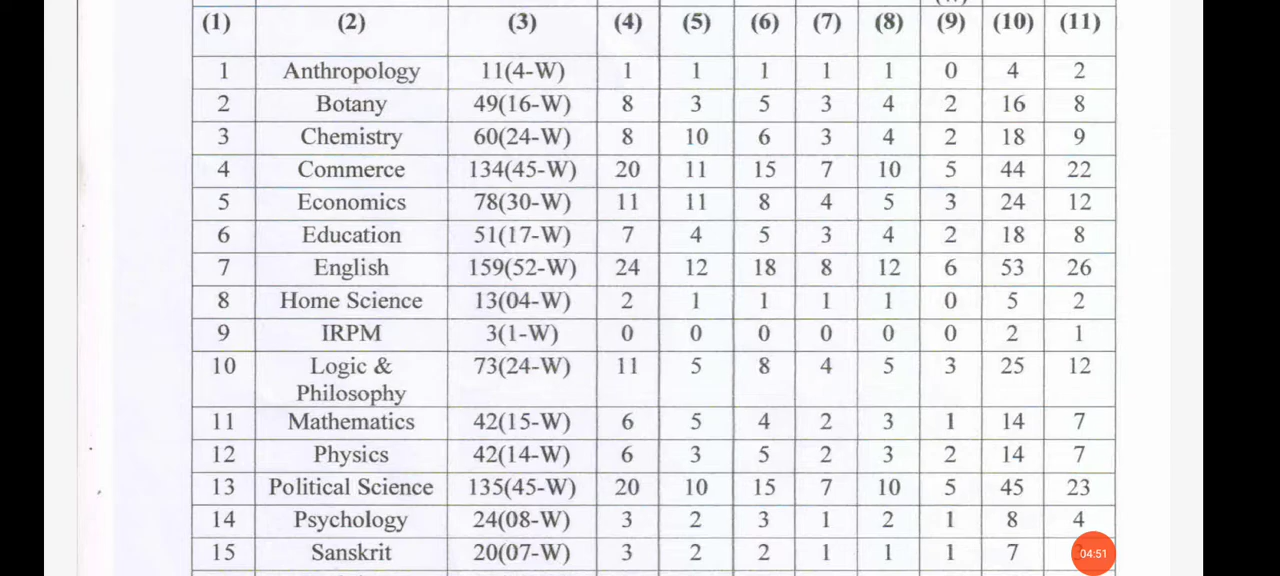 (1) (2) (3) (4) (5) (6) (7) (8) (9) (10) (11)
1 Anthropology 11(4-W) 1 1 1 1 1 0 4 2
2 Botany 49(16-W) 8 3 5 3 4 2 16 8
3 Chemistry 60(24-W) 8 10 6 3 4 2 18 9
4 Commerce 134(45-W) 20 11 15 7 10 5 44 22
5 Economics 78(30-W) 11 11 8 4 5 3 24 12
6 Education 51(17-W) 7 4 5 3 4 2 18 8
7 English 159(52-W) 24 12 18 8 12 6 53 26
8 Home Science 13(04-W) 2 1 1 1 1 0 5 2
9 IRPM 3(1-W) 0 0 0 0 0 0 2 1
10 Logic & 73(24-W) 11 5 8 4 5 3 25 12
Philosophy
11 Mathematics 42(15-W) 6 5 4 2 3 1 14 7
12 Physics 42(14-W) 6 3 5 2 3 2 14 7
13 Political Science 135(45-W) 20 10 15 7 10 5 45 23
14 Psychology 24(08-W) 3 2 3 1 2 1 8 4
15 Sanskrit 20(07-W) 3 2 2 1 1 1 7
04:51